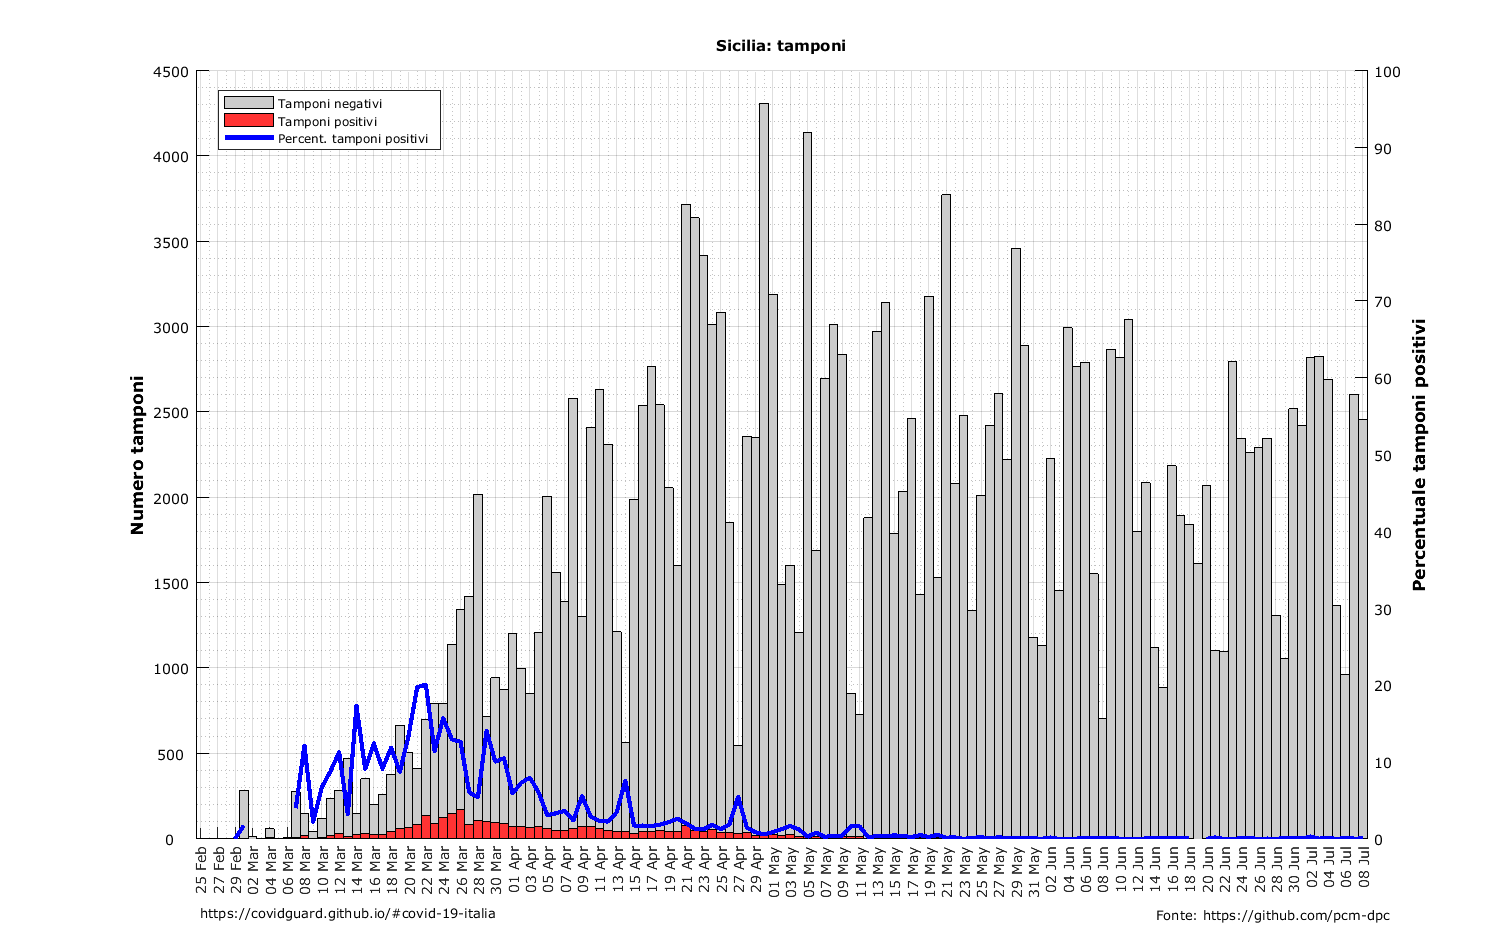 Sicilia: tamponi
Tamponi negativi
Tamponi positivi
Percent. tamponi positivi
Numero tamponi
4500
4000
3500
3000
2500
2000
1500
1000
500
0
100
90
80
70
60
50
40
30
20
10
0
Percentuale tamponi positivi
25 Feb
27 Feb
29 Feb
02 Mar
04 Mar
06 Mar
08 Mar
10 Mar
12 Mar
14 Mar
16 Mar
18 Mar
20 Mar
22 Mar
24 Mar
26 Mar
28 Mar
30 Mar
01 Apr
03 Apr
05 Apr
07 Apr
09 Apr
11 Apr
13 Apr
15 Apr
17 Apr
19 Apr
21 Apr
23 Apr
25 Apr
27 Apr
29 Apr
01 May
03 May
05 May
07 May
09 May
11 May
13 May
15 May
17 May
19 May
21 May
23 May
25 May
27 May
29 May
31 May
02 Jun
04 Jun
06 Jun
08 Jun
10 Jun
12 Jun
14 Jun
16 Jun
18 Jun
20 Jun
22 Jun
24 Jun
26 Jun
28 Jun
30 Jun
02 Jul
04 Jul
06 Jul
08 Jul
https://covidguard.github.io/#covid-19-italia
Fonte: https://github.com/pcm-dpc